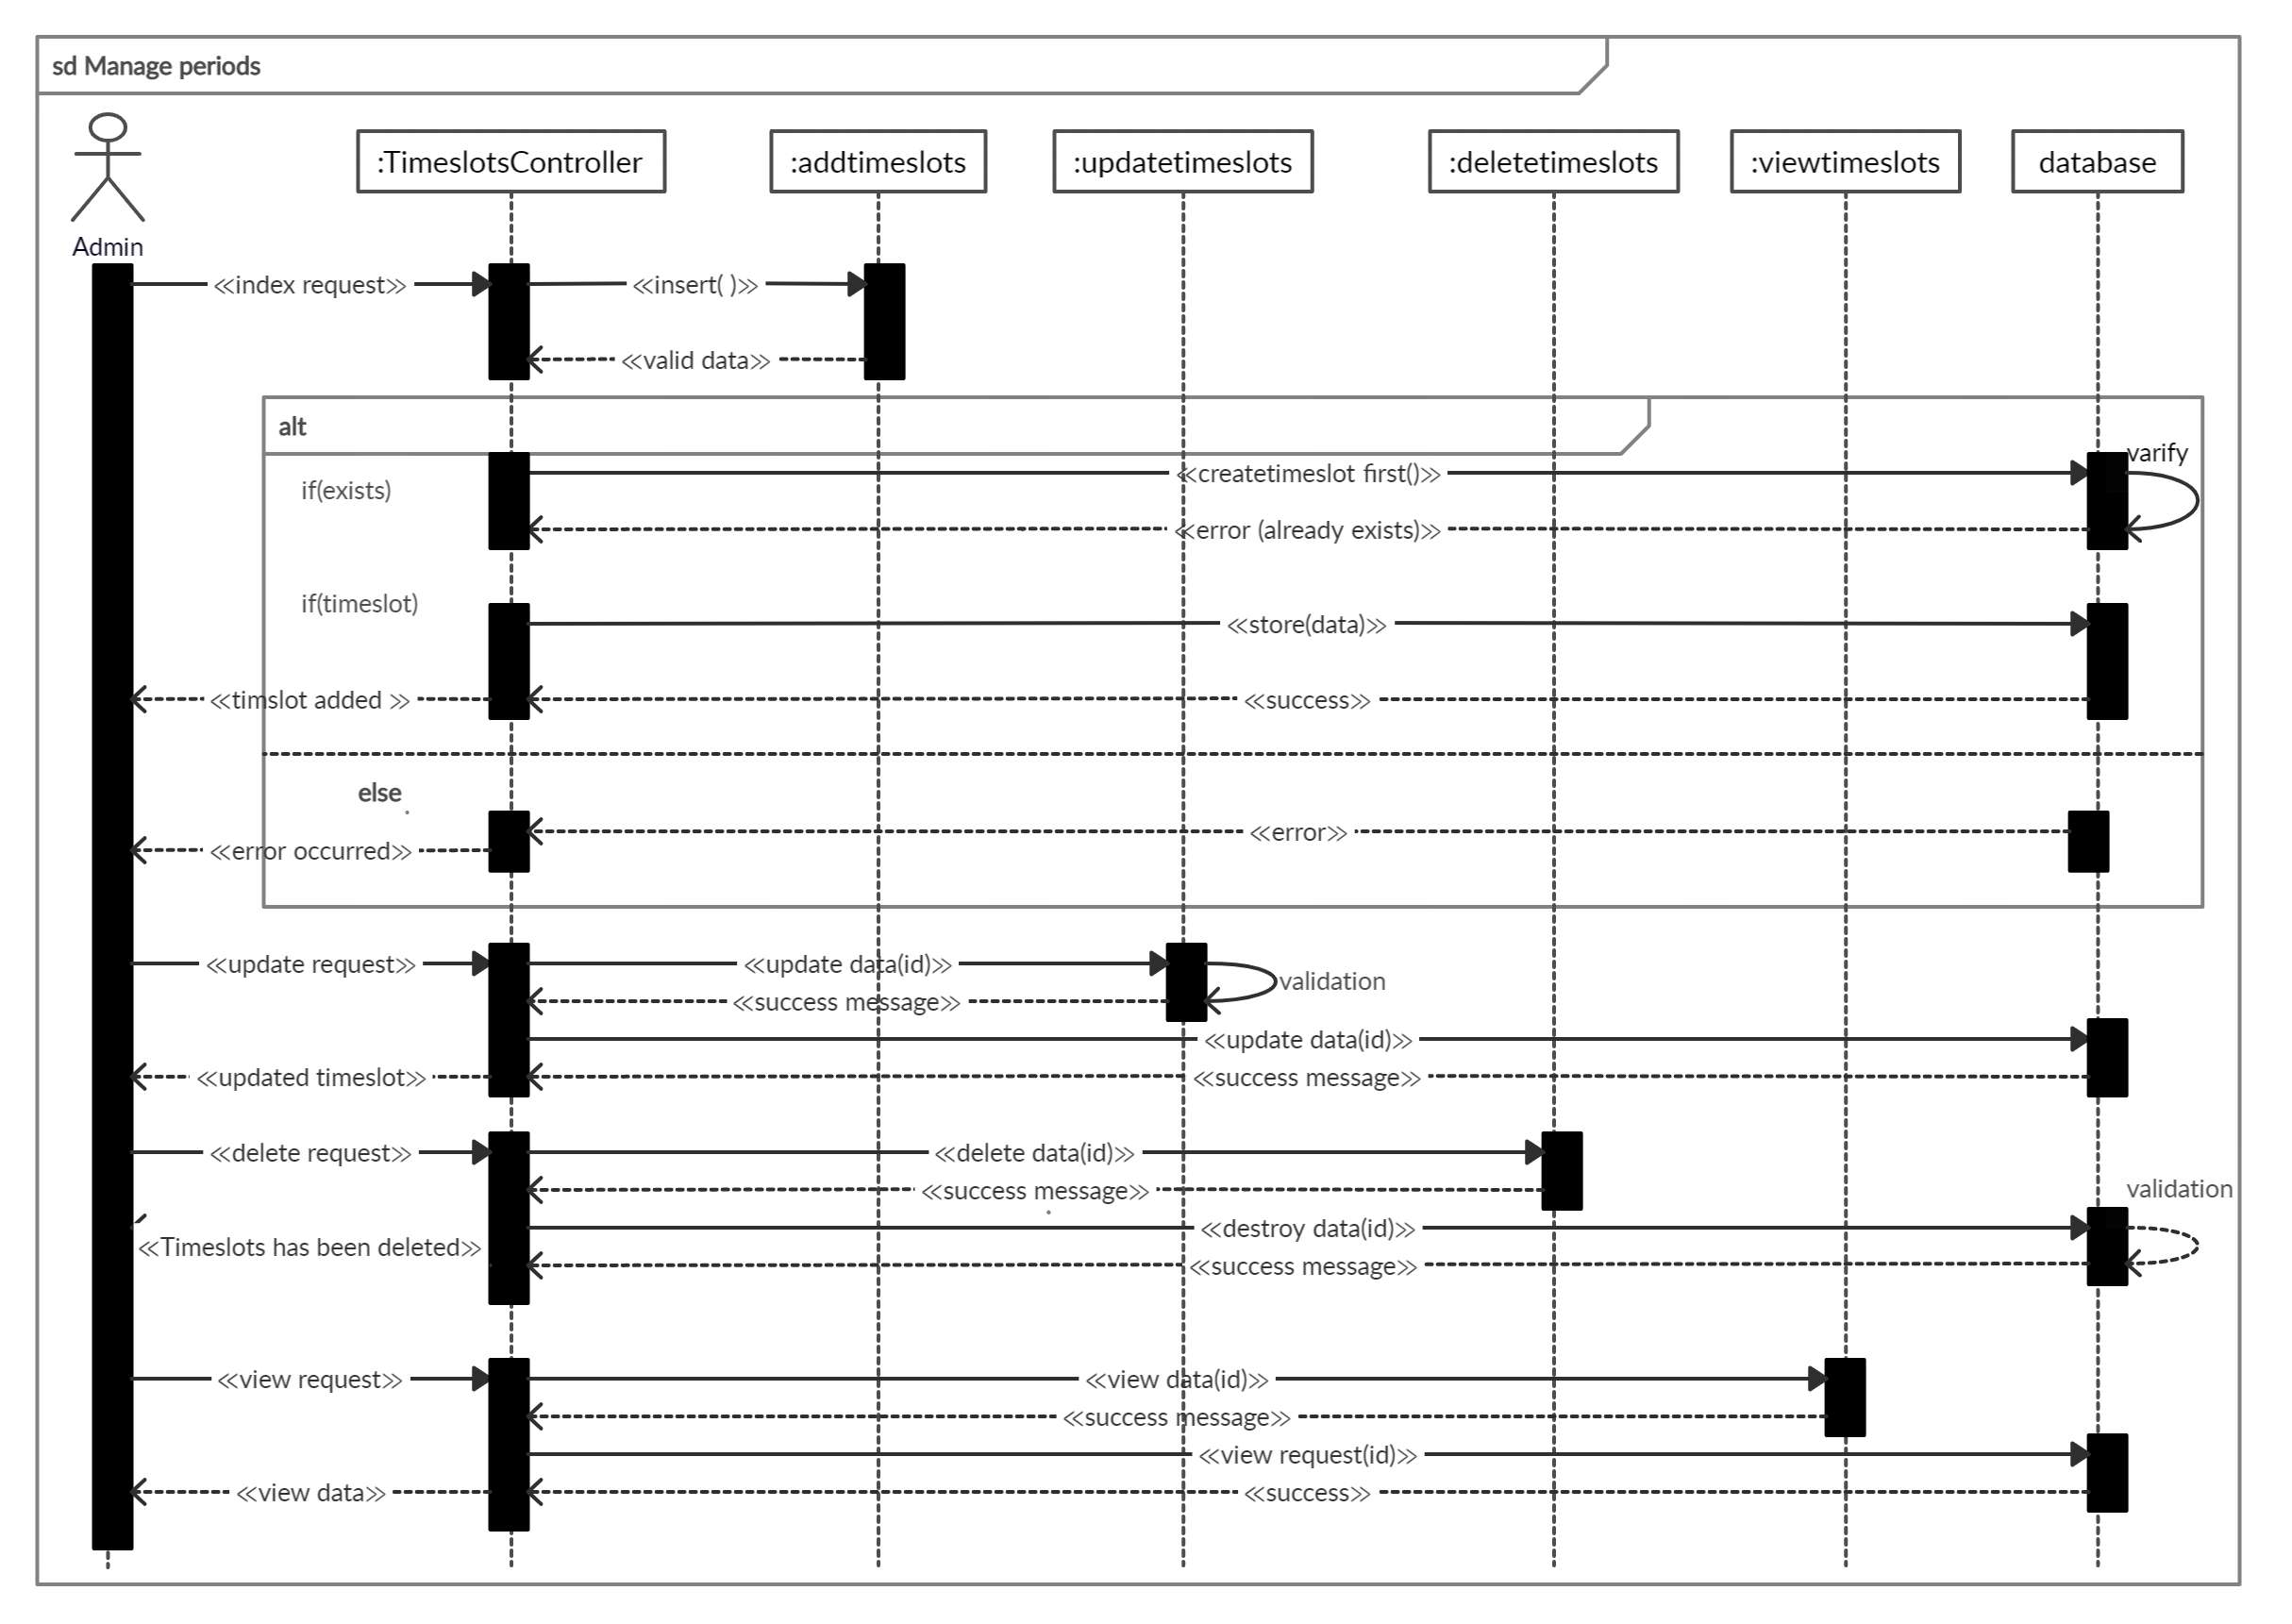 sd Manage periods
Admin
:TimeslotsController
:addtimeslots
:updatetimeslots
:deletetimeslots
:viewtimeslots
database
<<index request>>
<<insert( )>>
<<valid data>>
alt
if(exists)
<<createtimeslot first()>>
varify
<<error (already exists)>>
if(timeslot)
<<store(data)>>
<<timslot added >>
<<success>>
else
<<error>>
<<error occurred>>
<<update request>>
<<update data(id)>>
validation
<<success message>>
<<update data(id)>>
<<updated timeslot>>
<<success message>>
<<delete request>>
<<delete data(id)>>
<<success message>>
validation
<<destroy data(id)>>
<<Timeslots has been deleted>>
<<success message>>
<<view request>>
<<view data(id)>>
<<success message>>
<<view request(id)>>
<<view data>>
<<success>>